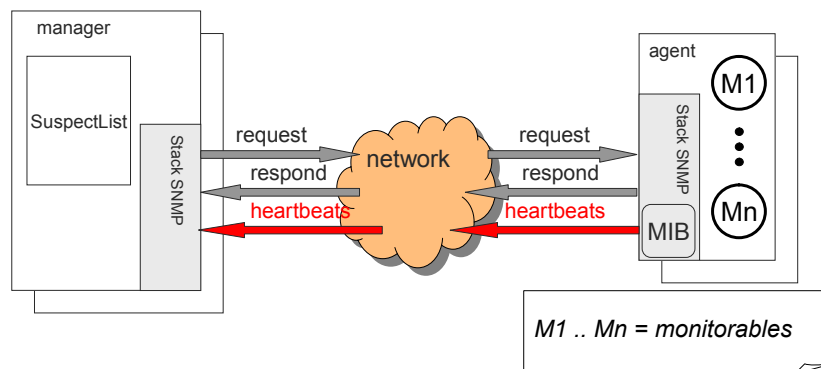 manager
SuspectList
Stack SNMP
request
respond
heartbeats
network
request
respond
heartbeats
agent
Stack SNMP
MIB
M1
Mn
M1 .. Mn = monitorables